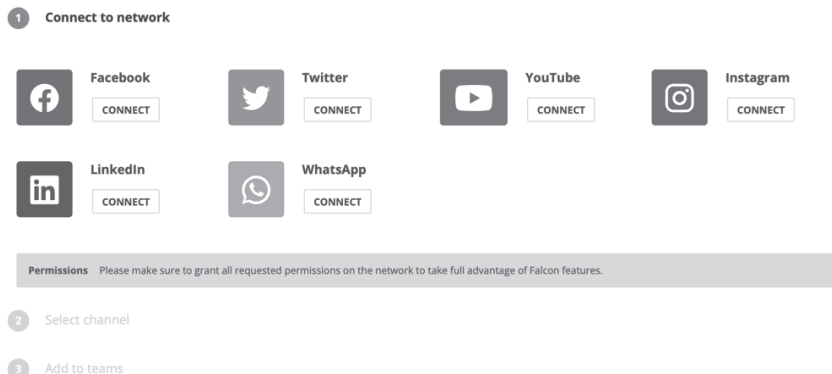 1 Connect to network
Facebook
CONNECT
Twitter
CONNECT
YouTube
CONNECT
Instagram
CONNECT
LinkedIn
CONNECT
WhatsApp
CONNECT
Permissions Please make sure to grant all requested permissions on the network to take full advantage of Falcon features.
2 Select channel
3 Add to teams